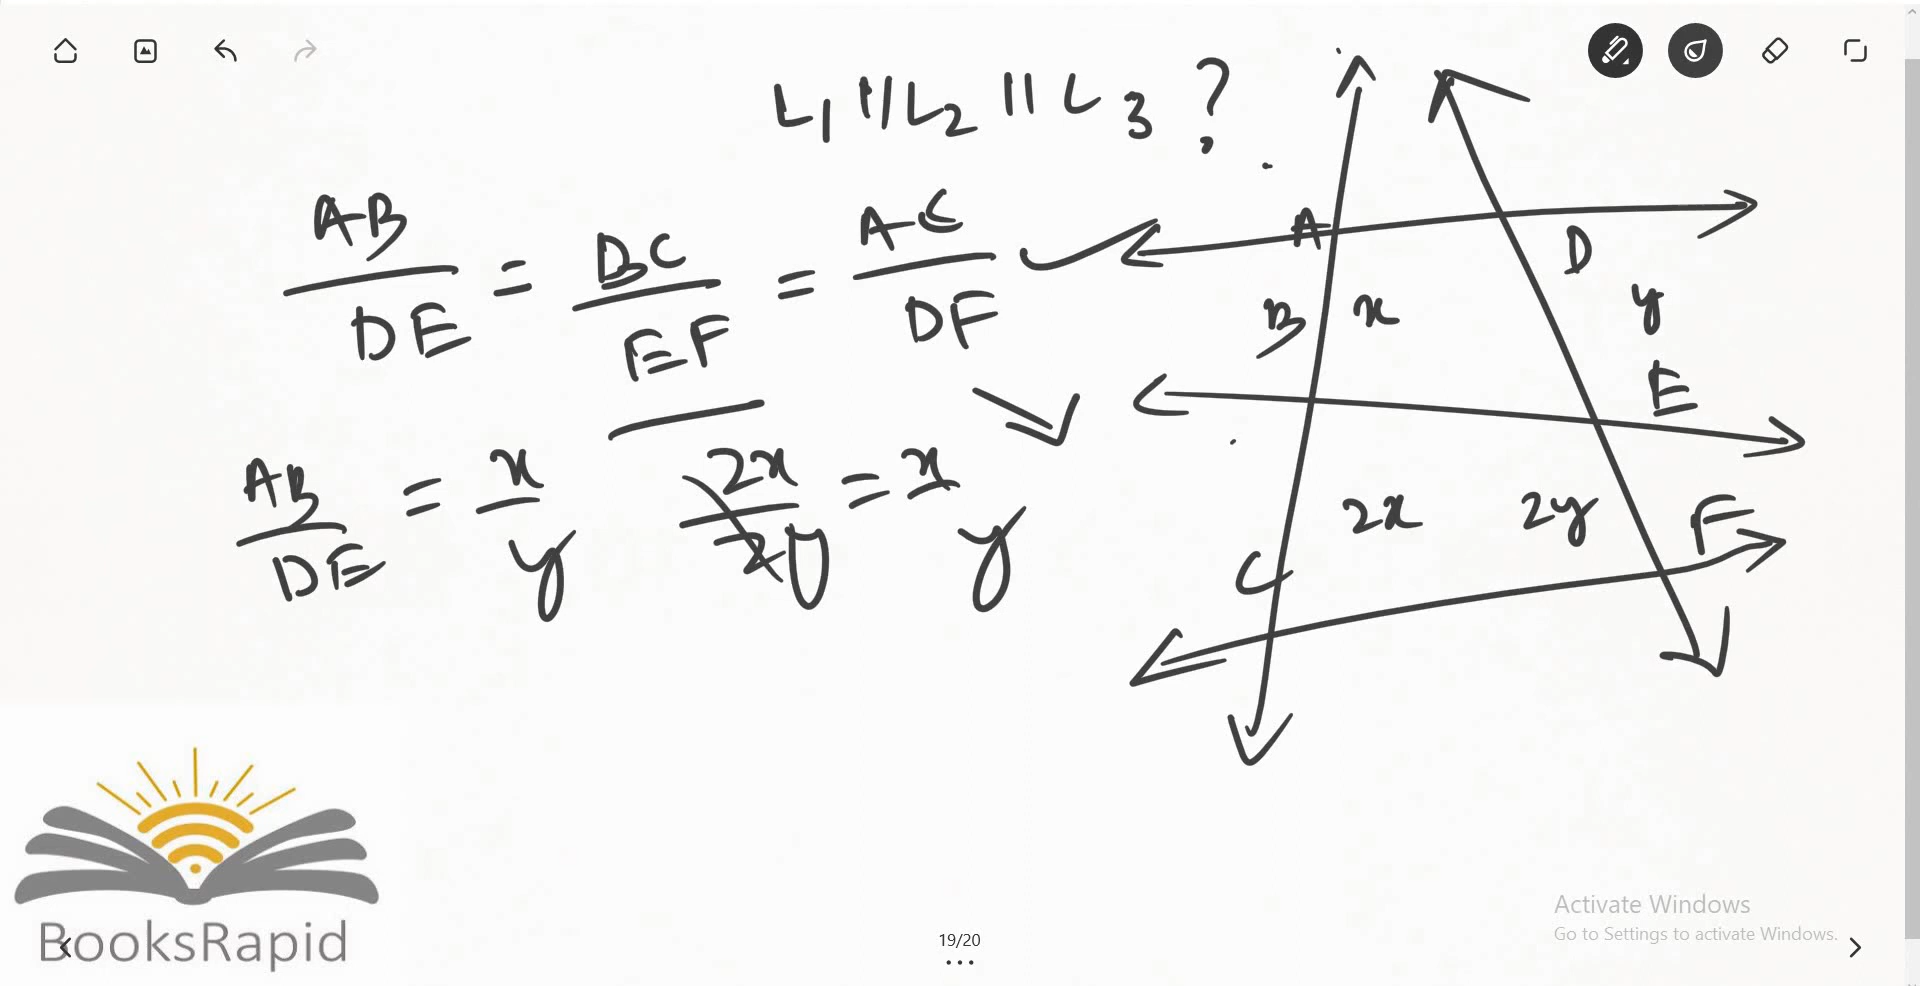 L1 || L2 || L3 ?
AB/DE = BC/EF = AC/DF
AB/DE = x/y 2x/2y = x/y
A
D
B x
y
E
2x 2y
F
C
BooksRapid
19/20
Activate Windows
Go to Settings to activate Windows.